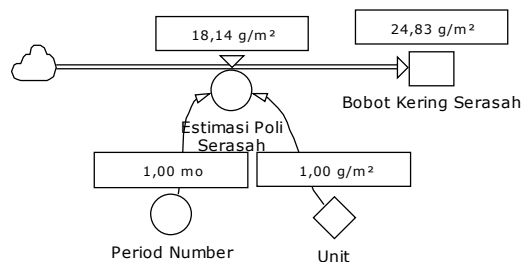 18,14 g/m²
24,83 g/m²
Bobot Kering Serasah
Estimasi Poli
Serasah
1,00 mo
1,00 g/m²
Period Number
Unit